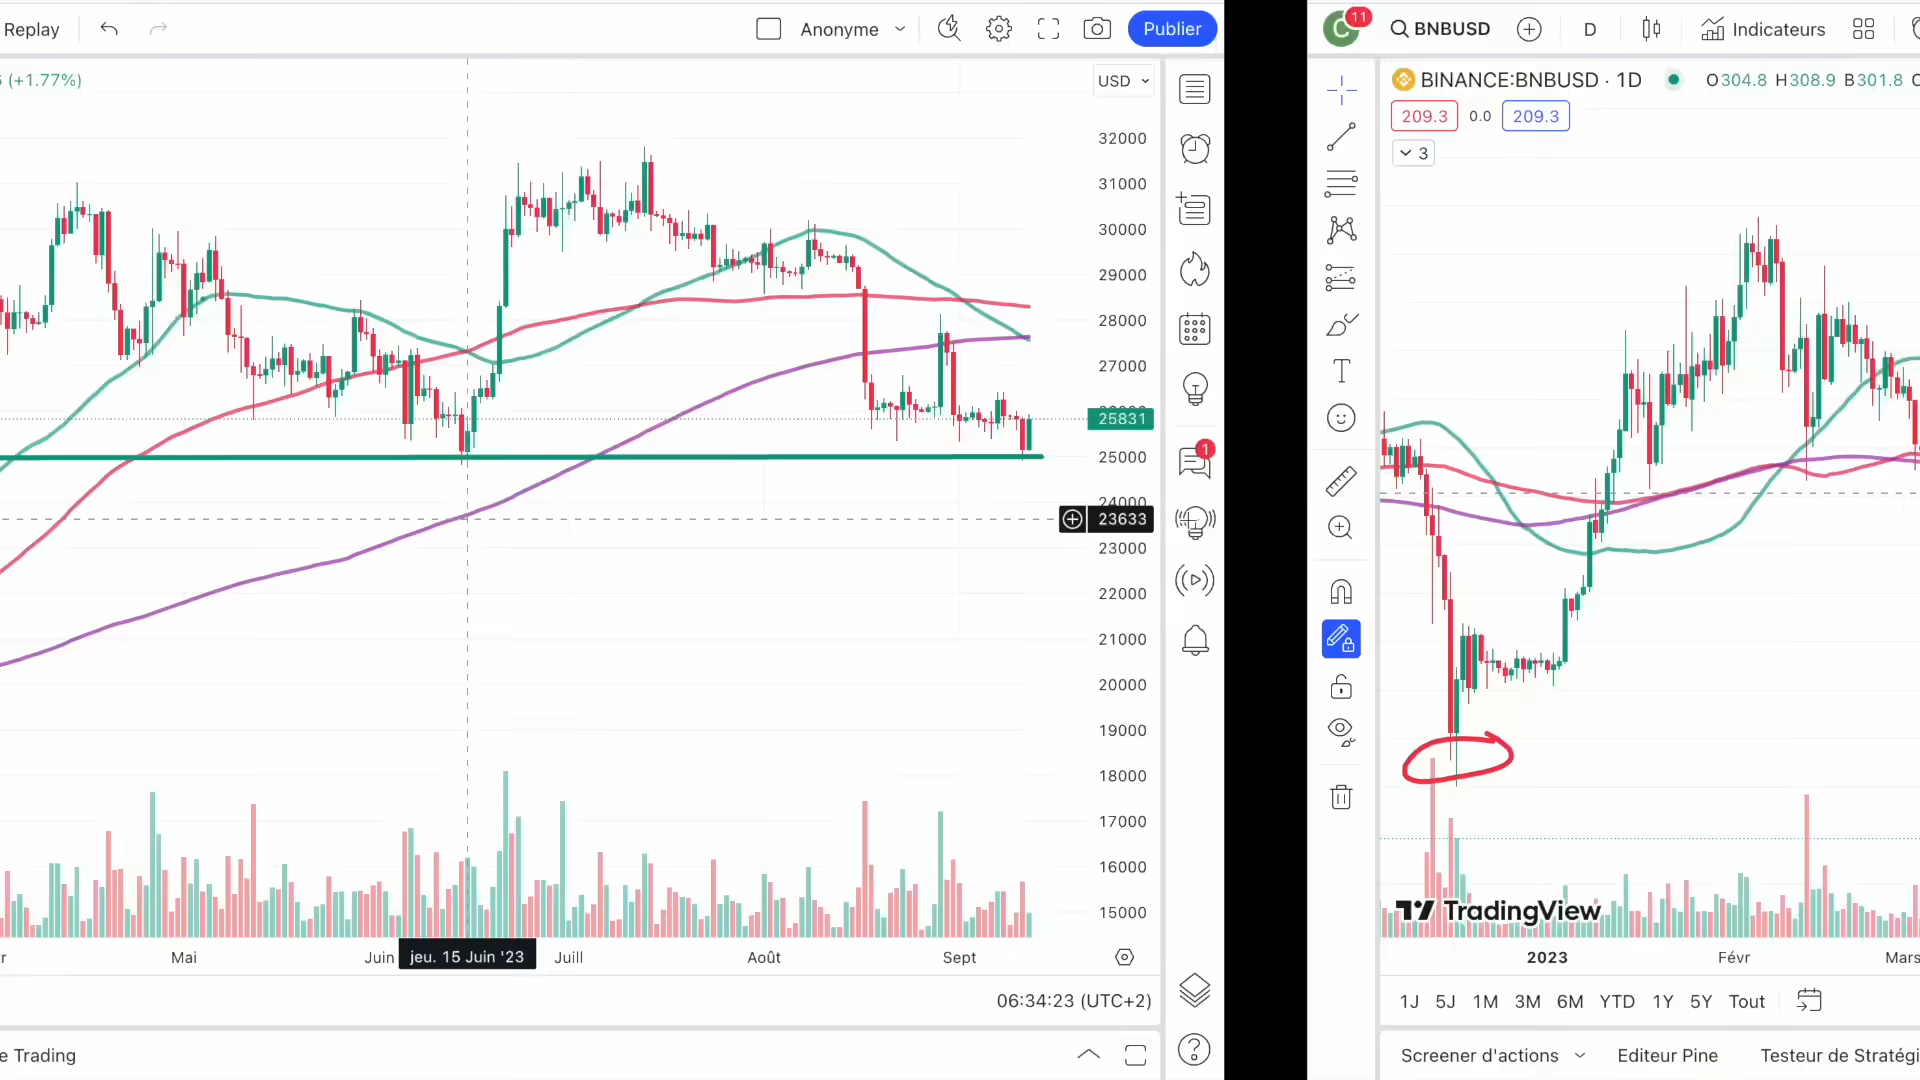 Replay
Anonyme
Publier
6 (+1.77%)
USD
32000
31000
30000
29000
28000
27000
26000
25831
25000
24000
23633
23000
22000
21000
20000
19000
18000
17000
16000
15000
1
Mai
Juin
jeu. 15 Juin '23
Juill
Août
Sept
06:34:23 (UTC+2)
e Trading
C
11
BNBUSD
D
Indicateurs
BINANCE:BNBUSD · 1D
O304.8 H308.9 B301.8 C
209.3
0.0
209.3
3
T
TradingView
2023
Févr
Mars
1J 5J 1M 3M 6M YTD 1Y 5Y Tout
Screener d'actions
Editeur Pine
Testeur de Stratégi